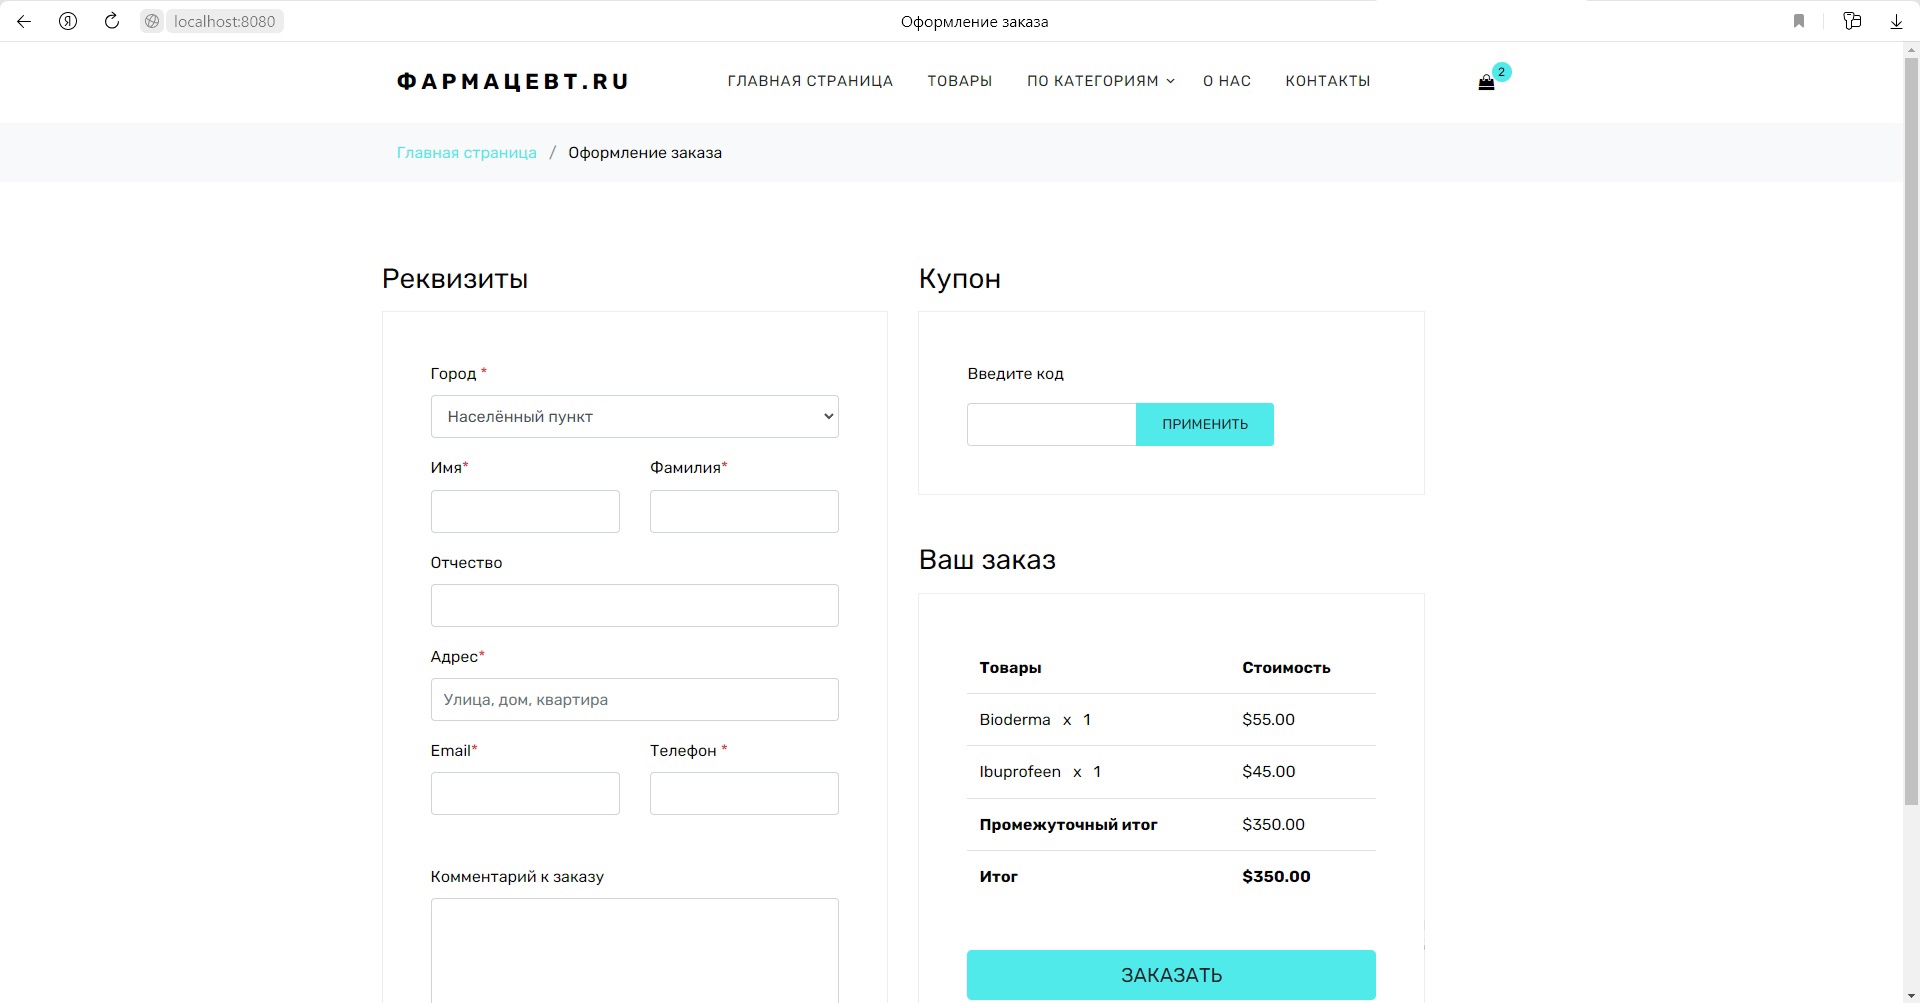 localhost:8080
Оформление заказа
ФАРМАЦЕВТ.RU
ГЛАВНАЯ СТРАНИЦА
ТОВАРЫ
ПО КАТЕГОРИЯМ
О НАС
КОНТАКТЫ
2
Главная страница / Оформление заказа
Реквизиты
Город *
Населённый пункт
Имя*
Фамилия*
Отчество
Адрес*
Улица, дом, квартира
Email*
Телефон *
Комментарий к заказу
Купон
Введите код
ПРИМЕНИТЬ
Ваш заказ
Товары Стоимость
Bioderma x 1 $55.00
Ibuprofeen x 1 $45.00
Промежуточный итог $350.00
Итог $350.00
ЗАКАЗАТЬ